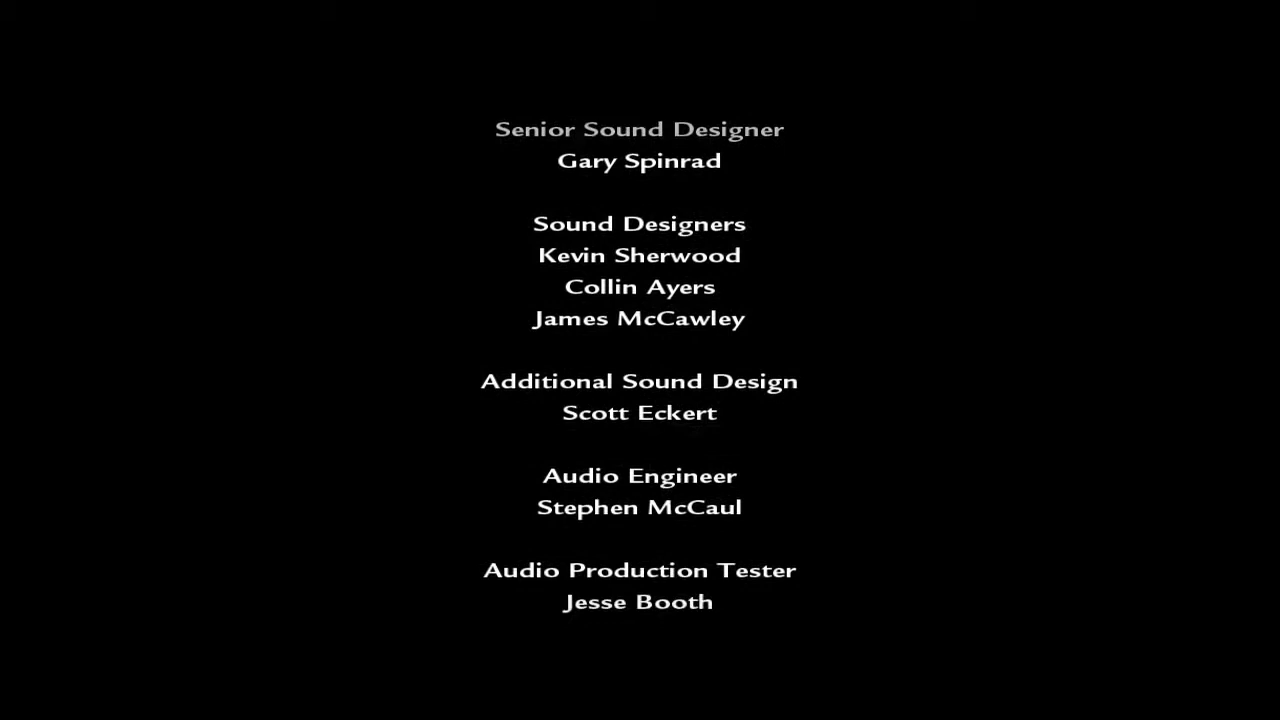 Senior Sound Designer
Gary Spinrad
Sound Designers
Kevin Sherwood
Collin Ayers
James McCawley
Additional Sound Design
Scott Eckert
Audio Engineer
Stephen McCaul
Audio Production Tester
Jesse Booth